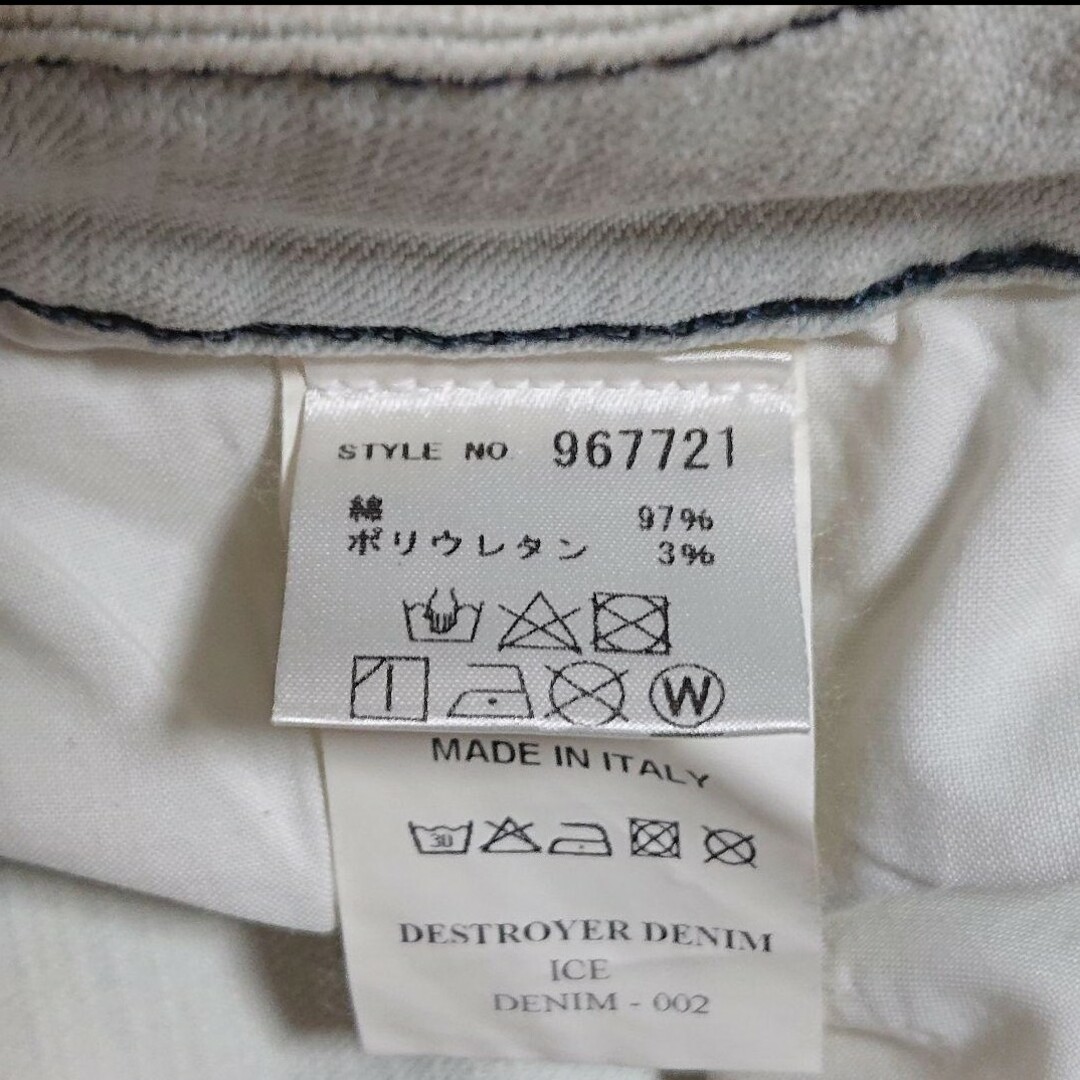 STYLE NO 967721
綿 97%
ポリウレタン 3%
W
MADE IN ITALY
30
DESTROYER DENIM
ICE
DENIM - 002